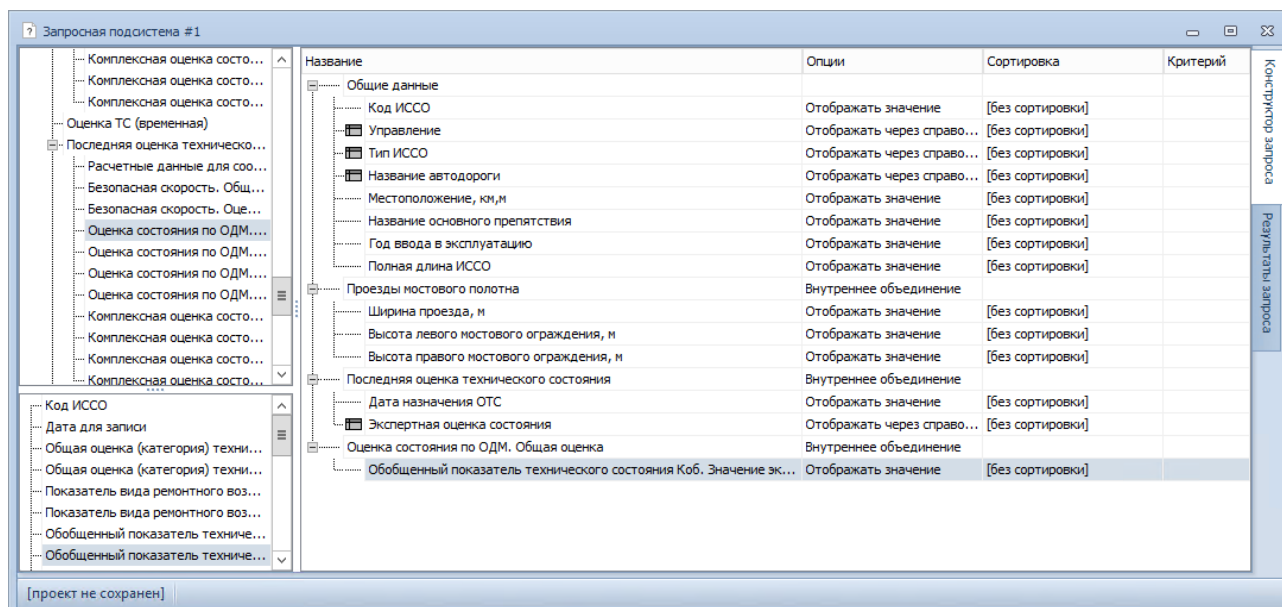 Запросная подсистема #1
Комплексная оценка состо...
Комплексная оценка состо...
Комплексная оценка состо...
Оценка ТС (временная)
Последняя оценка техническо...
Расчетные данные для соо...
Безопасная скорость. Общ...
Безопасная скорость. Оце...
Оценка состояния по ОДМ....
Оценка состояния по ОДМ....
Оценка состояния по ОДМ....
Оценка состояния по ОДМ....
Комплексная оценка состо...
Комплексная оценка состо...
Комплексная оценка состо...
Комплексная оценка состо...
Код ИССО
Дата для записи
Общая оценка (категория) техни...
Общая оценка (категория) техни...
Показатель вида ремонтного воз...
Показатель вида ремонтного воз...
Обобщенный показатель техниче...
Обобщенный показатель техниче...
Название Опции Сортировка Критерий
Общие данные
Код ИССО Отображать значение [без сортировки]
Управление Отображать через справо... [без сортировки]
Тип ИССО Отображать через справо... [без сортировки]
Название автодороги Отображать через справо... [без сортировки]
Местоположение, км,м Отображать значение [без сортировки]
Название основного препятствия Отображать значение [без сортировки]
Год ввода в эксплуатацию Отображать значение [без сортировки]
Полная длина ИССО Отображать значение [без сортировки]
Проезды мостового полотна Внутреннее объединение
Ширина проезда, м Отображать значение [без сортировки]
Высота левого мостового ограждения, м Отображать значение [без сортировки]
Высота правого мостового ограждения, м Отображать значение [без сортировки]
Последняя оценка технического состояния Внутреннее объединение
Дата назначения ОТС Отображать значение [без сортировки]
Экспертная оценка состояния Отображать через справо... [без сортировки]
Оценка состояния по ОДМ. Общая оценка Внутреннее объединение
Обобщенный показатель технического состояния Коб. Значение эк... Отображать значение [без сортировки]
Конструктор запроса
Результаты запроса
[проект не сохранен]